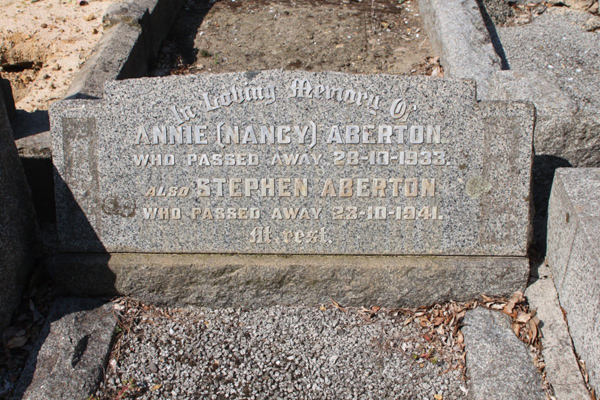 In Loving Memory Of
ANNIE (NANCY) ABERTON.
WHO PASSED AWAY. 28-10-1933.
ALSO STEPHEN ABERTON
WHO PASSED AWAY 23-10-1941.
At rest.